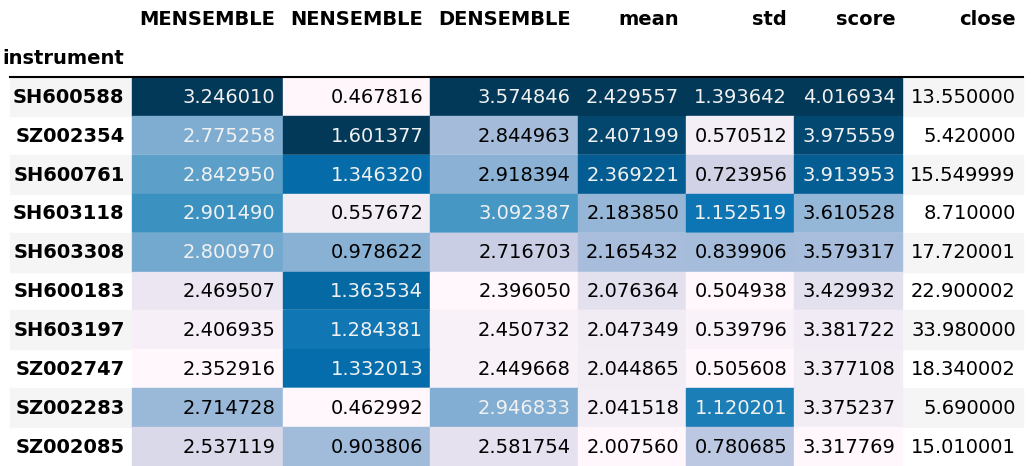 MENSEMBLE NENSEMBLE DENSEMBLE mean std score close
instrument
SH600588 3.246010 0.467816 3.574846 2.429557 1.393642 4.016934 13.550000
SZ002354 2.775258 1.601377 2.844963 2.407199 0.570512 3.975559 5.420000
SH600761 2.842950 1.346320 2.918394 2.369221 0.723956 3.913953 15.549999
SH603118 2.901490 0.557672 3.092387 2.183850 1.152519 3.610528 8.710000
SH603308 2.800970 0.978622 2.716703 2.165432 0.839906 3.579317 17.720001
SH600183 2.469507 1.363534 2.396050 2.076364 0.504938 3.429932 22.900002
SH603197 2.406935 1.284381 2.450732 2.047349 0.539796 3.381722 33.980000
SZ002747 2.352916 1.332013 2.449668 2.044865 0.505608 3.377108 18.340002
SZ002283 2.714728 0.462992 2.946833 2.041518 1.120201 3.375237 5.690000
SZ002085 2.537119 0.903806 2.581754 2.007560 0.780685 3.317769 15.010001